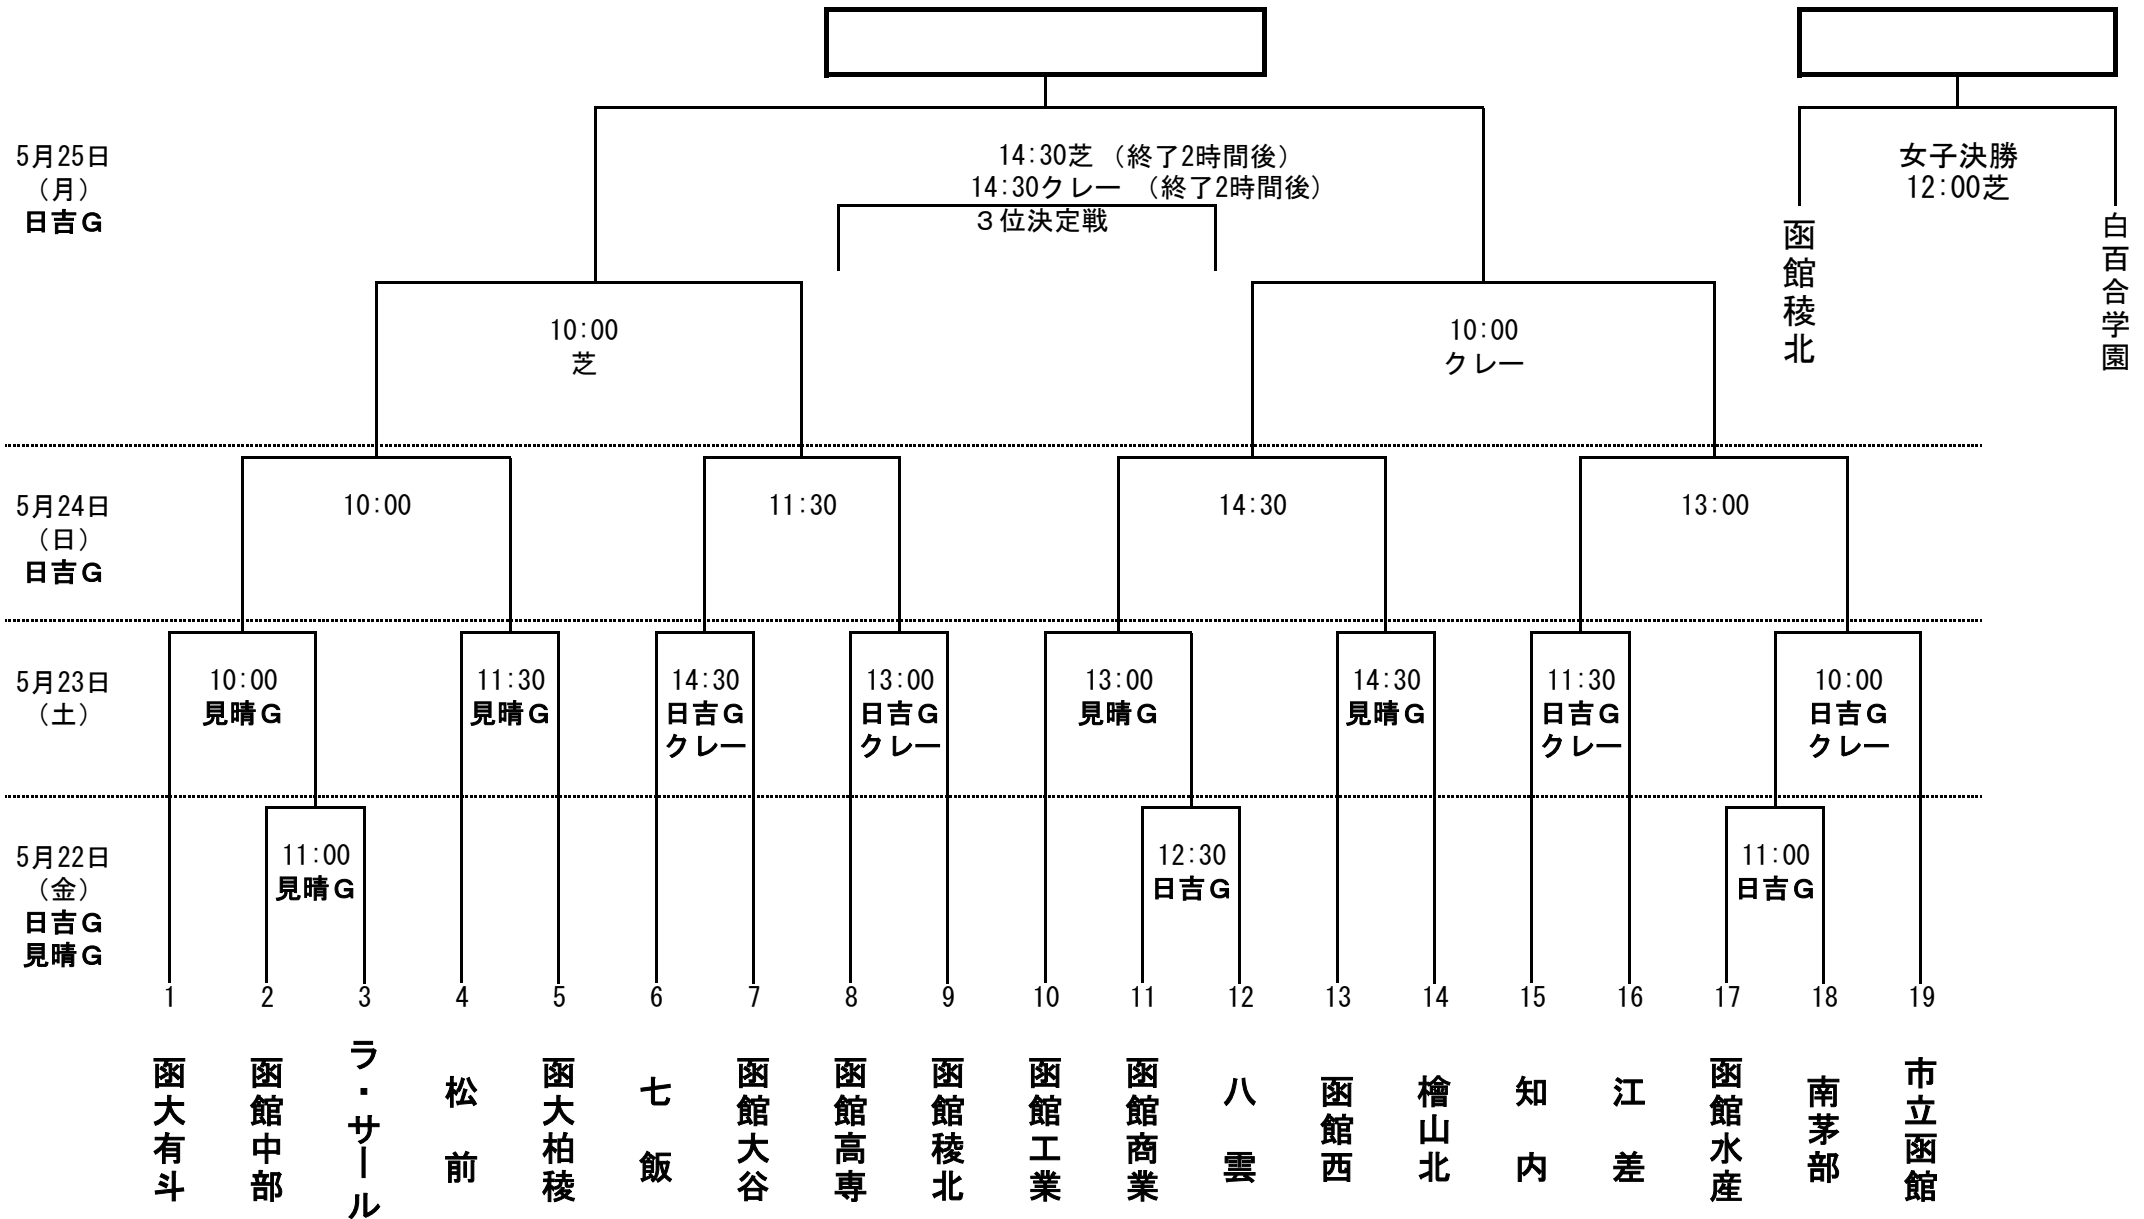 5月25日
（月）
日吉Ｇ
14:30芝 （終了2時間後）
14:30クレー （終了2時間後）
３位決定戦
女子決勝
12:00芝
函館稜北
白百合学園
10:00
芝
10:00
クレー
5月24日
（日）
日吉Ｇ
10:00
11:30
14:30
13:00
5月23日
（土）
10:00
見晴Ｇ
11:30
見晴Ｇ
14:30
日吉Ｇ
クレー
13:00
日吉Ｇ
クレー
13:00
見晴Ｇ
14:30
見晴Ｇ
11:30
日吉Ｇ
クレー
10:00
日吉Ｇ
クレー
5月22日
（金）
日吉Ｇ
見晴Ｇ
11:00
見晴Ｇ
12:30
日吉Ｇ
11:00
日吉Ｇ
1 2 3 4 5 6 7 8 9 10 11 12 13 14 15 16 17 18 19
函大有斗
函館中部
ラ・サール
松前
函大柏稜
七飯
函館大谷
函館高専
函館稜北
函館工業
函館商業
八雲
函館西
檜山北
知内
江差
函館水産
南茅部
市立函館